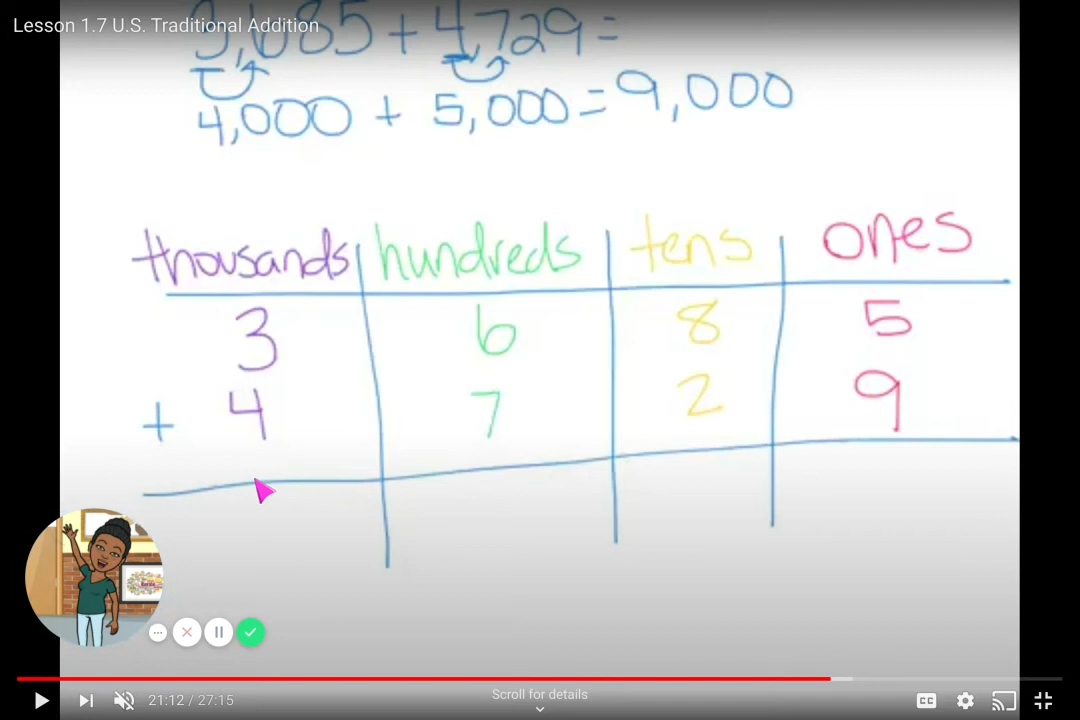 Lesson 1.7 U.S. Traditional Addition
3,685 + 4,729 =
4,000 + 5,000 = 9,000
thousands hundreds tens ones
3 6 8 5
+ 4 7 2 9
21:12 / 27:15
Scroll for details
CC